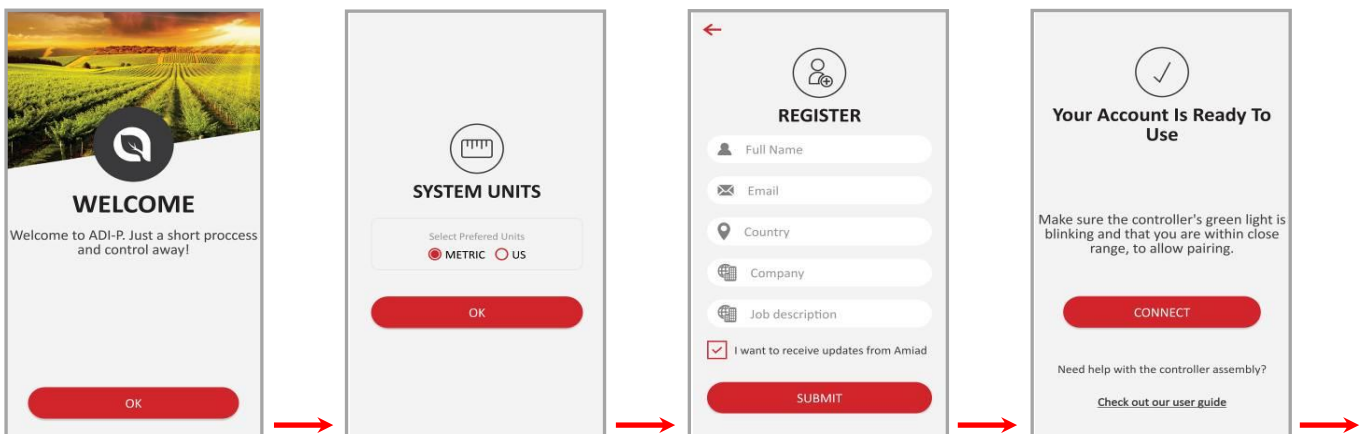 WELCOME
Welcome to ADI-P. Just a short proccess
and control away!
OK
SYSTEM UNITS
Select Prefered Units
METRIC US
OK
REGISTER
Full Name
Email
Country
Company
Job description
I want to receive updates from Amiad
SUBMIT
Your Account Is Ready To
Use
Make sure the controller's green light is
blinking and that you are within close
range, to allow pairing.
CONNECT
Need help with the controller assembly?
Check out our user guide